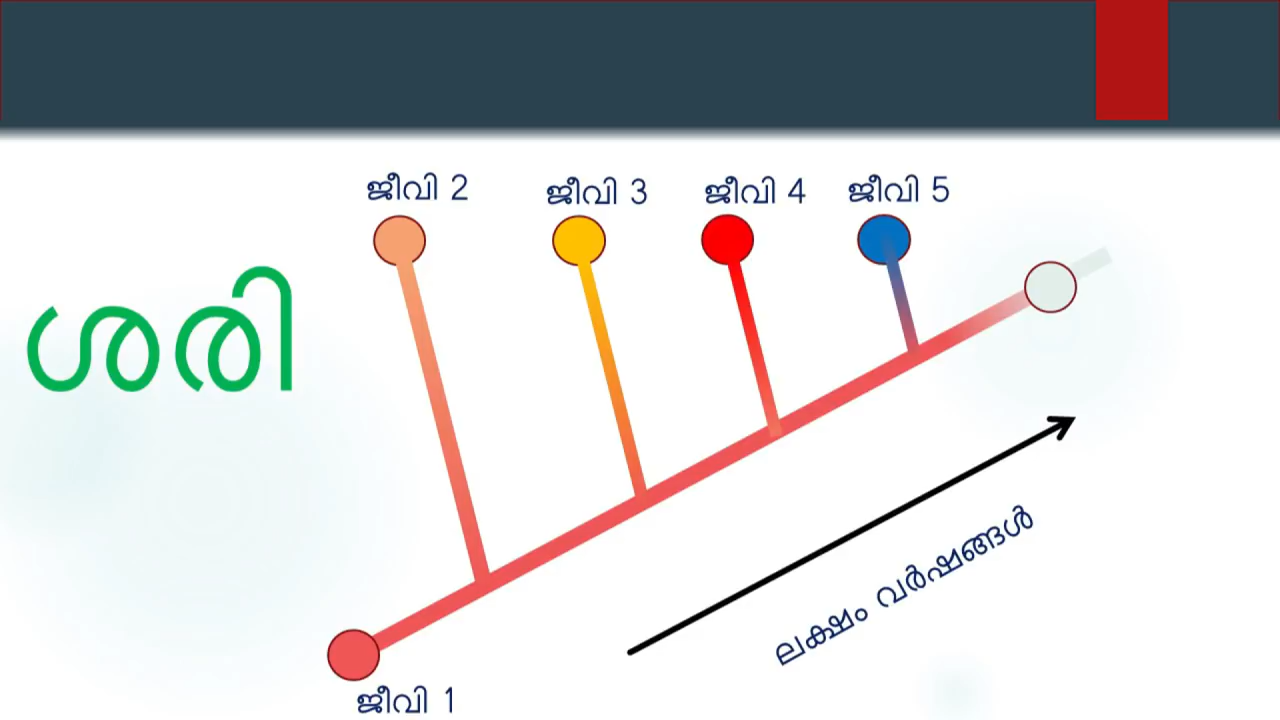 ജീവി 2
ജീവി 3
ജീവി 4
ജീവി 5
ശരി
ലക്ഷം വർഷങ്ങൾ
ജീവി 1